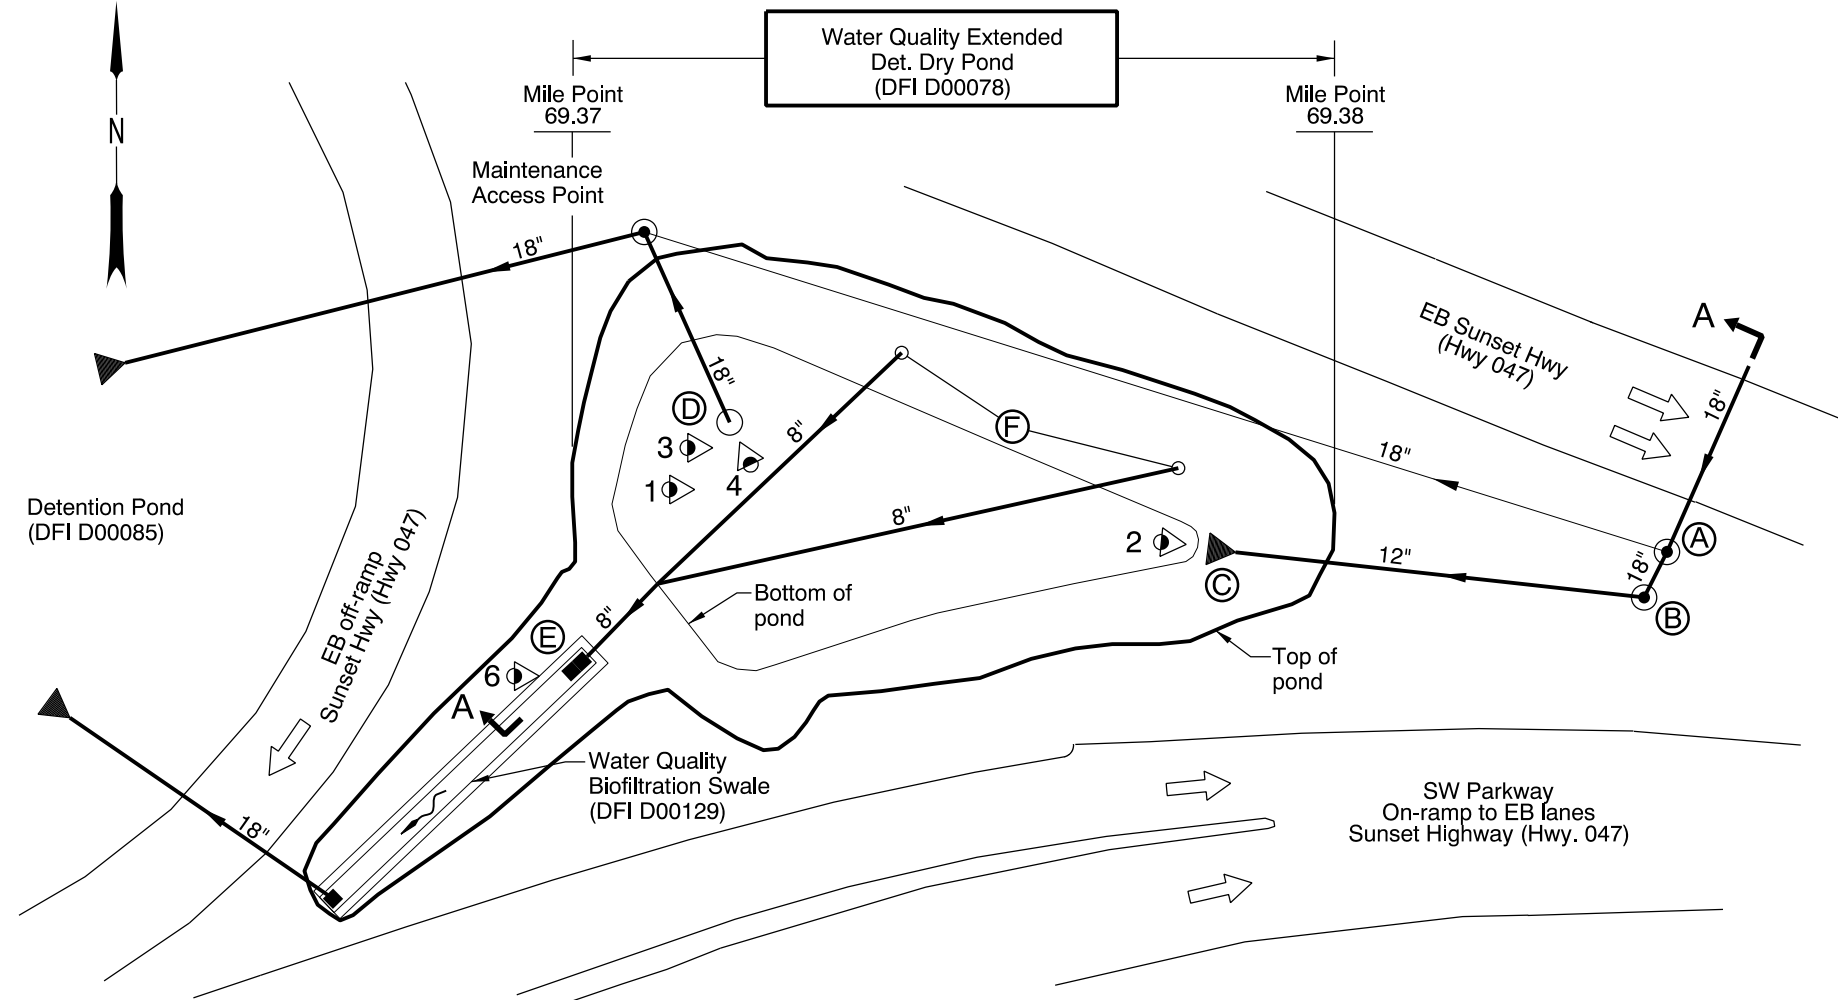 Water Quality Extended
Det. Dry Pond
(DFI D00078)
Mile Point
69.37
Mile Point
69.38
N
Maintenance
Access Point
18"
18"
EB Sunset Hwy
(Hwy 047)
A
18"
D
3
1
4
8"
F
18"
8"
2
C
12"
A
18"
B
Detention Pond
(DFI D00085)
EB off-ramp
Sunset Hwy (Hwy 047)
Bottom of
pond
8"
E
6
A
Top of
pond
Water Quality
Biofiltration Swale
(DFI D00129)
18"
SW Parkway
On-ramp to EB lanes
Sunset Highway (Hwy. 047)